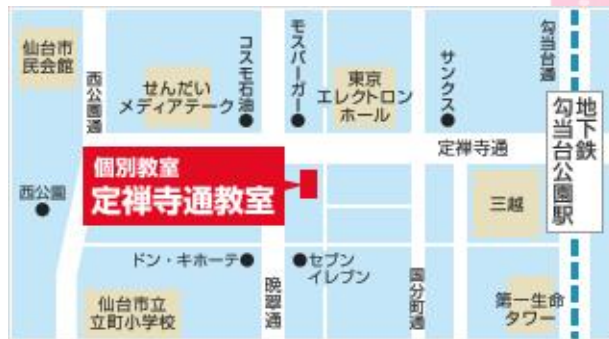 仙台市
民会館
西公園通
せんだい
メディアテーク
コスモ石油
モスバーガー
東京
エレクトロン
ホール
サンクス
勾当台通
地下鉄
勾当台公園駅
定禅寺通
個別教室
定禅寺通教室
西公園
三越
ドン・キホーテ
セブン
イレブン
晩翠通
国分町通
仙台市立
立町小学校
第一生命
タワー